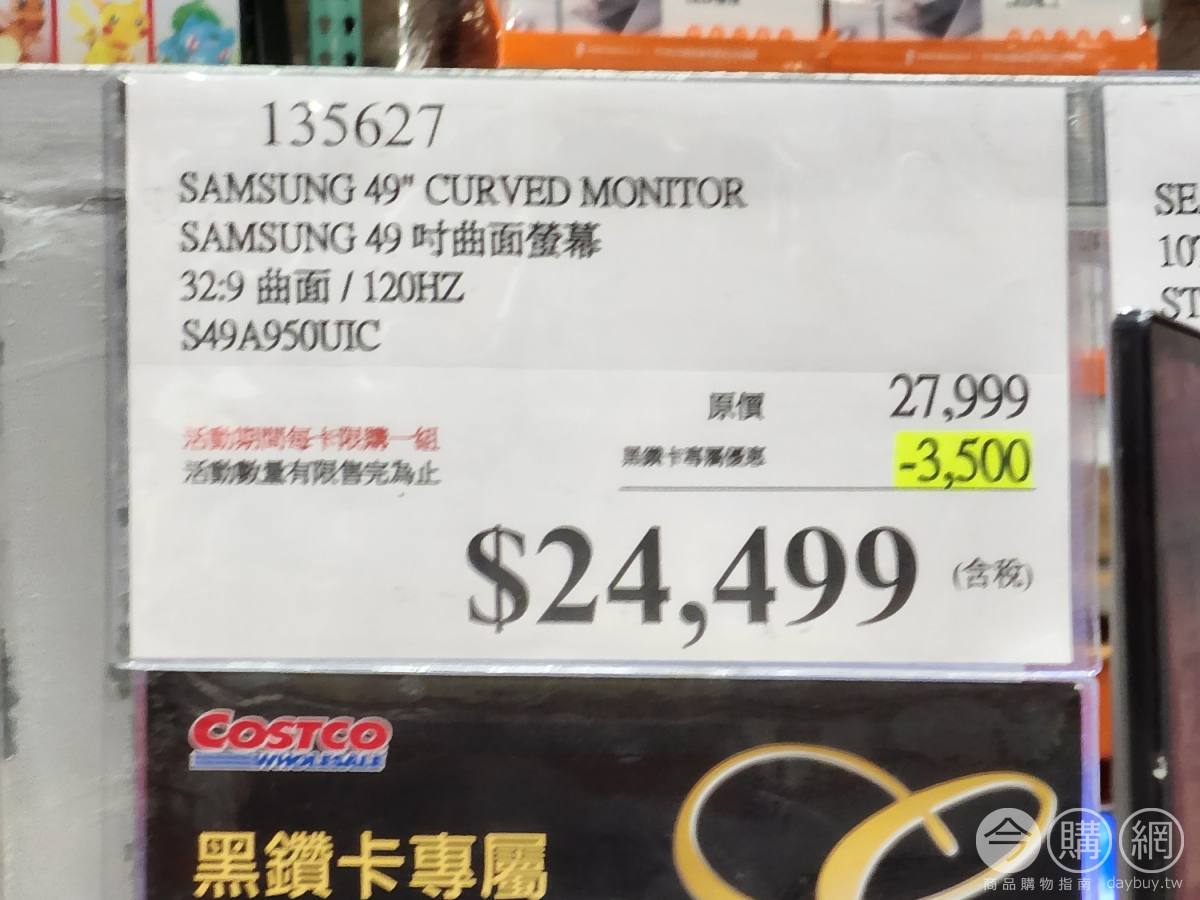 135627
SAMSUNG 49" CURVED MONITOR
SAMSUNG 49 吋曲面螢幕
32:9 曲面 / 120HZ
S49A950UIC
原價 27,999
活動期間每卡限購一組
黑鑽卡專屬優惠 -3,500
活動數量有限售完為止
$24,499 (含稅)
SE
10'
ST
COSTCO
WHOLESALE
黑鑽卡專屬
今購網
商品購物指南 daybuy.tw